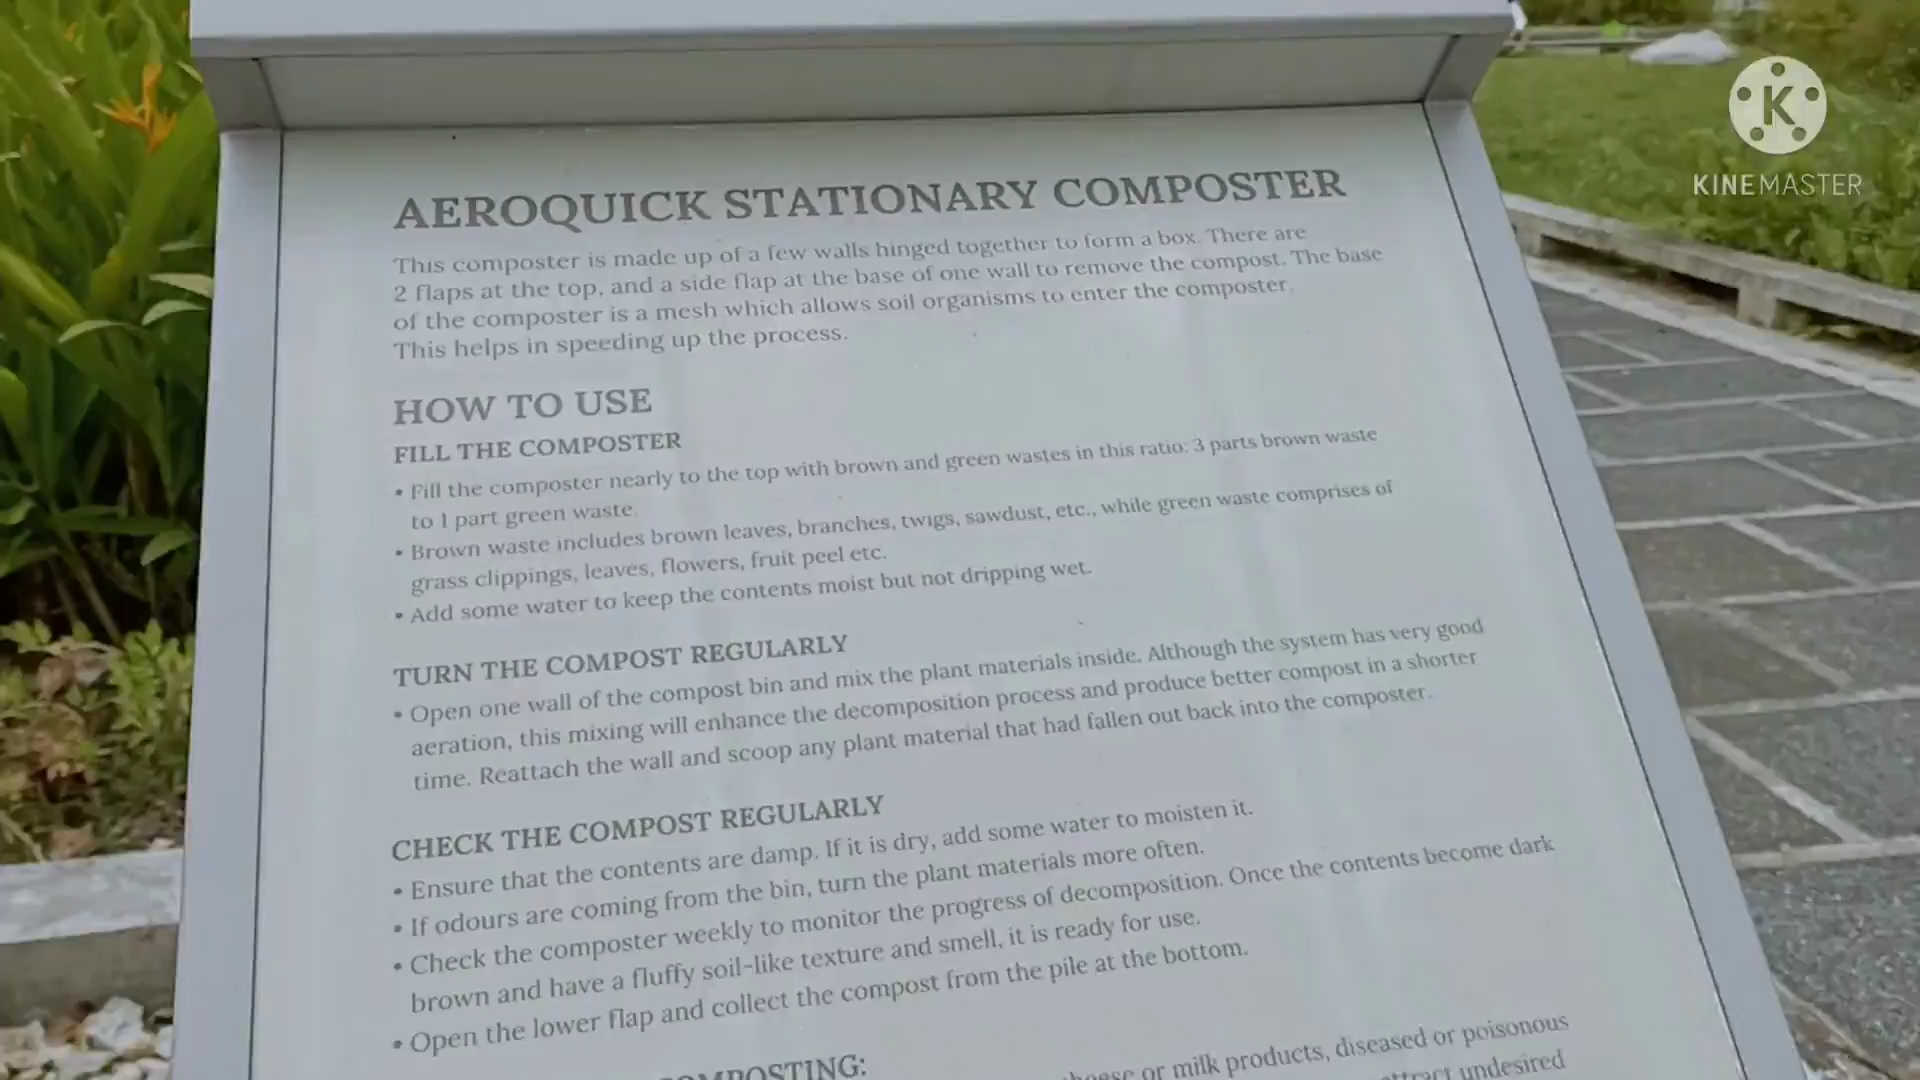 K
KINEMASTER
AEROQUICK STATIONARY COMPOSTER
This composter is made up of a few walls hinged together to form a box. There are
2 flaps at the top, and a side flap at the base of one wall to remove the compost. The base
of the composter is a mesh which allows soil organisms to enter the composter.
This helps in speeding up the process.
HOW TO USE
FILL THE COMPOSTER
• Fill the composter nearly to the top with brown and green wastes in this ratio: 3 parts brown waste
to 1 part green waste.
• Brown waste includes brown leaves, branches, twigs, sawdust, etc., while green waste comprises of
grass clippings, leaves, flowers, fruit peel etc.
• Add some water to keep the contents moist but not dripping wet.
TURN THE COMPOST REGULARLY
• Open one wall of the compost bin and mix the plant materials inside. Although the system has very good
aeration, this mixing will enhance the decomposition process and produce better compost in a shorter
time. Reattach the wall and scoop any plant material that had fallen out back into the composter.
CHECK THE COMPOST REGULARLY
• Ensure that the contents are damp. If it is dry, add some water to moisten it.
• If odours are coming from the bin, turn the plant materials more often.
• Check the composter weekly to monitor the progress of decomposition. Once the contents become dark
brown and have a fluffy soil-like texture and smell, it is ready for use.
• Open the lower flap and collect the compost from the pile at the bottom.
COMPOSTING:
or milk products, diseased or poisonous
undesired